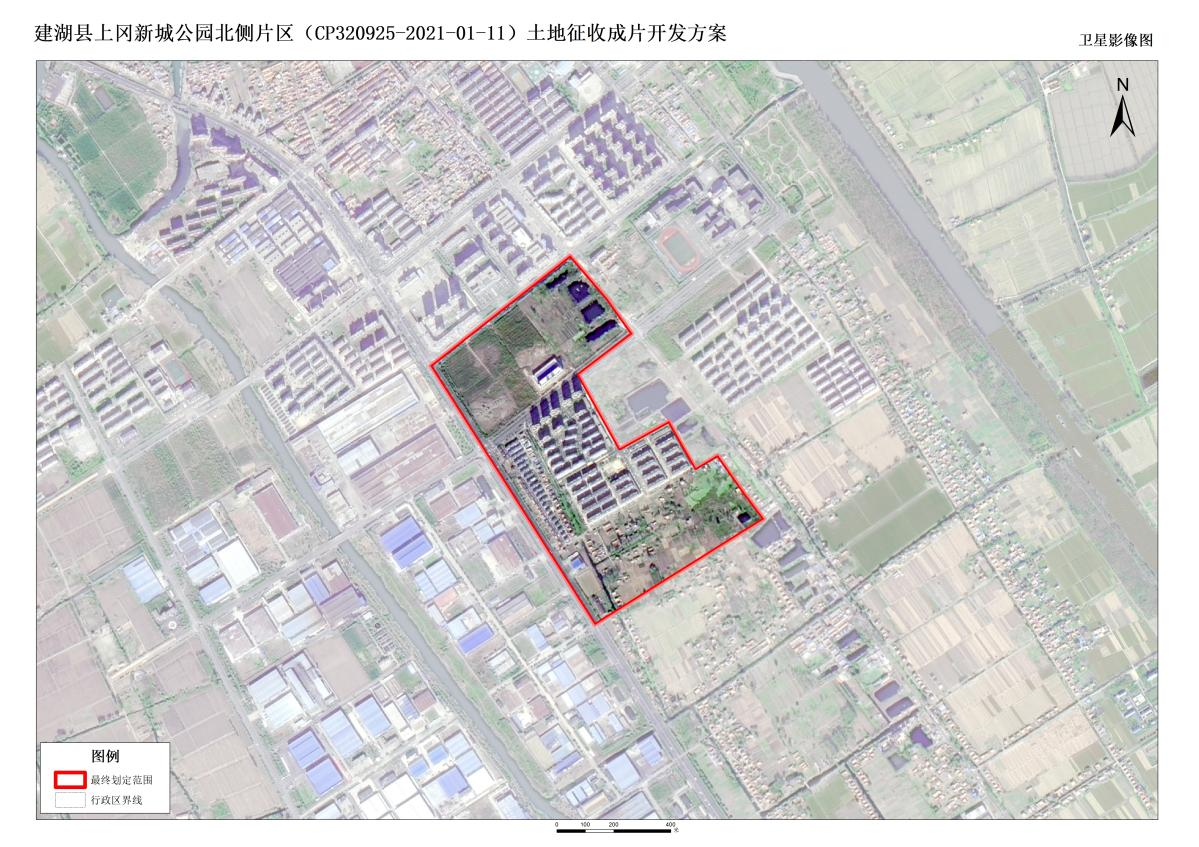 建湖县上冈新城公园北侧片区（CP320925-2021-01-11）土地征收成片开发方案
卫星影像图
N
图例
最终划定范围
行政区界线
0 100 200 400
米